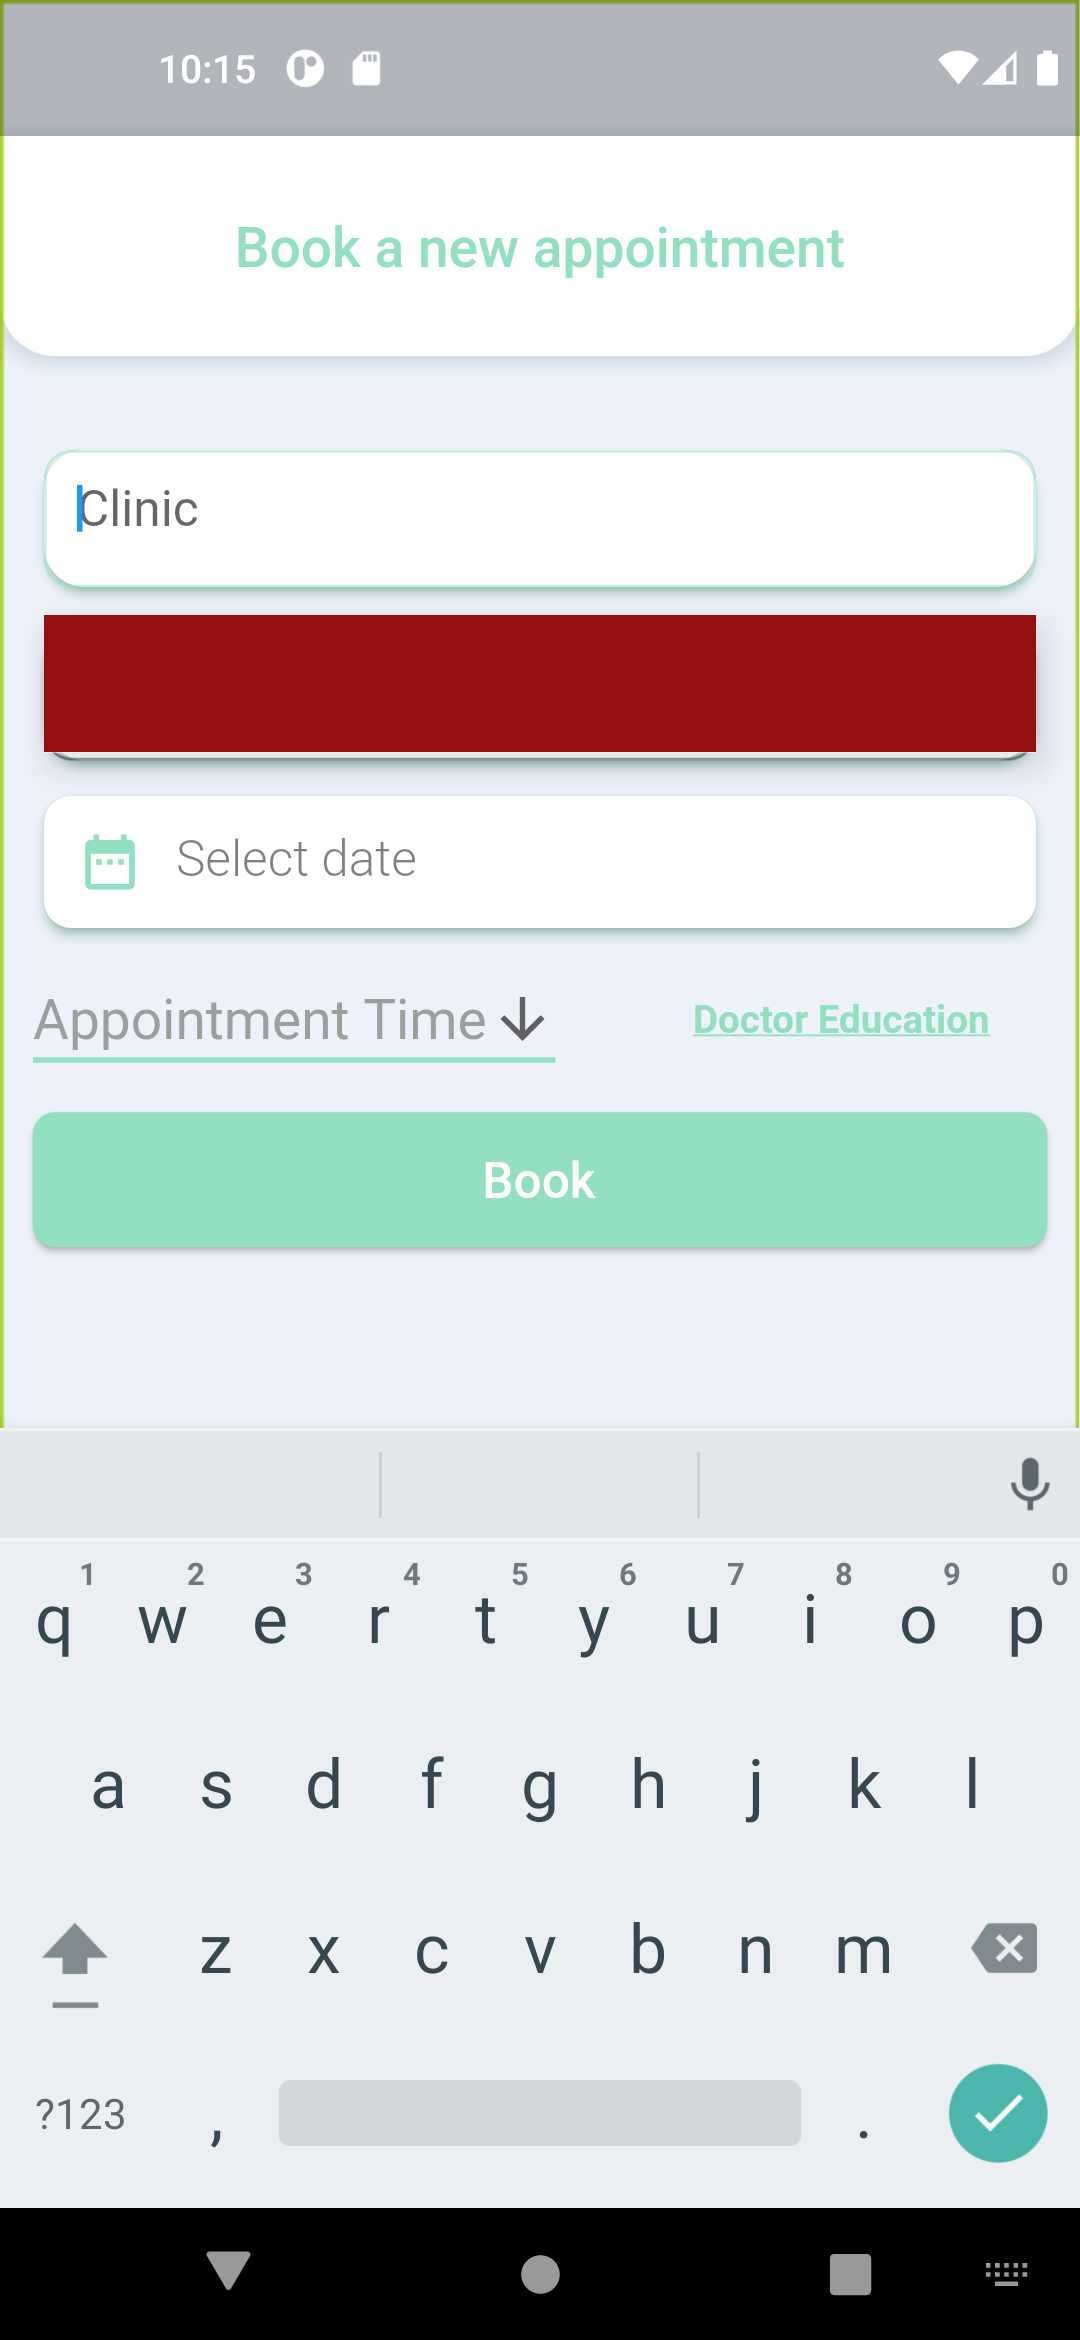 10:15
Book a new appointment
Clinic
Select date
Appointment Time
Doctor Education
Book
1 2 3 4 5 6 7 8 9 0
q w e r t y u i o p
a s d f g h j k l
z x c v b n m
?123 , .